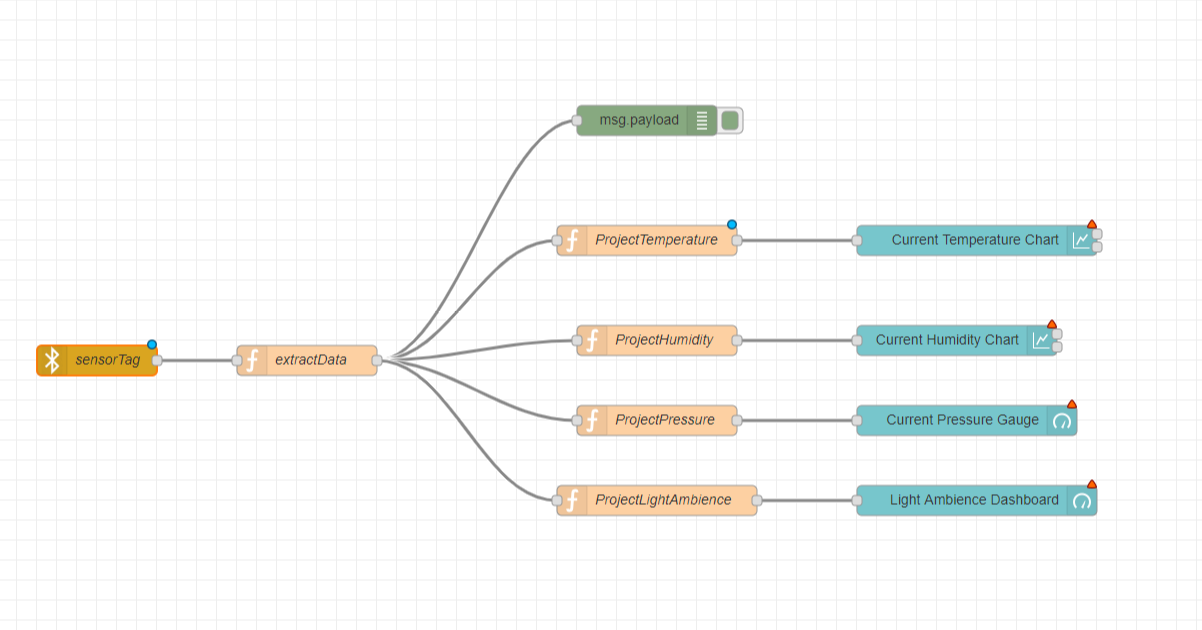 msg.payload
ProjectTemperature
Current Temperature Chart
ProjectHumidity
Current Humidity Chart
sensorTag
extractData
ProjectPressure
Current Pressure Gauge
ProjectLightAmbience
Light Ambience Dashboard